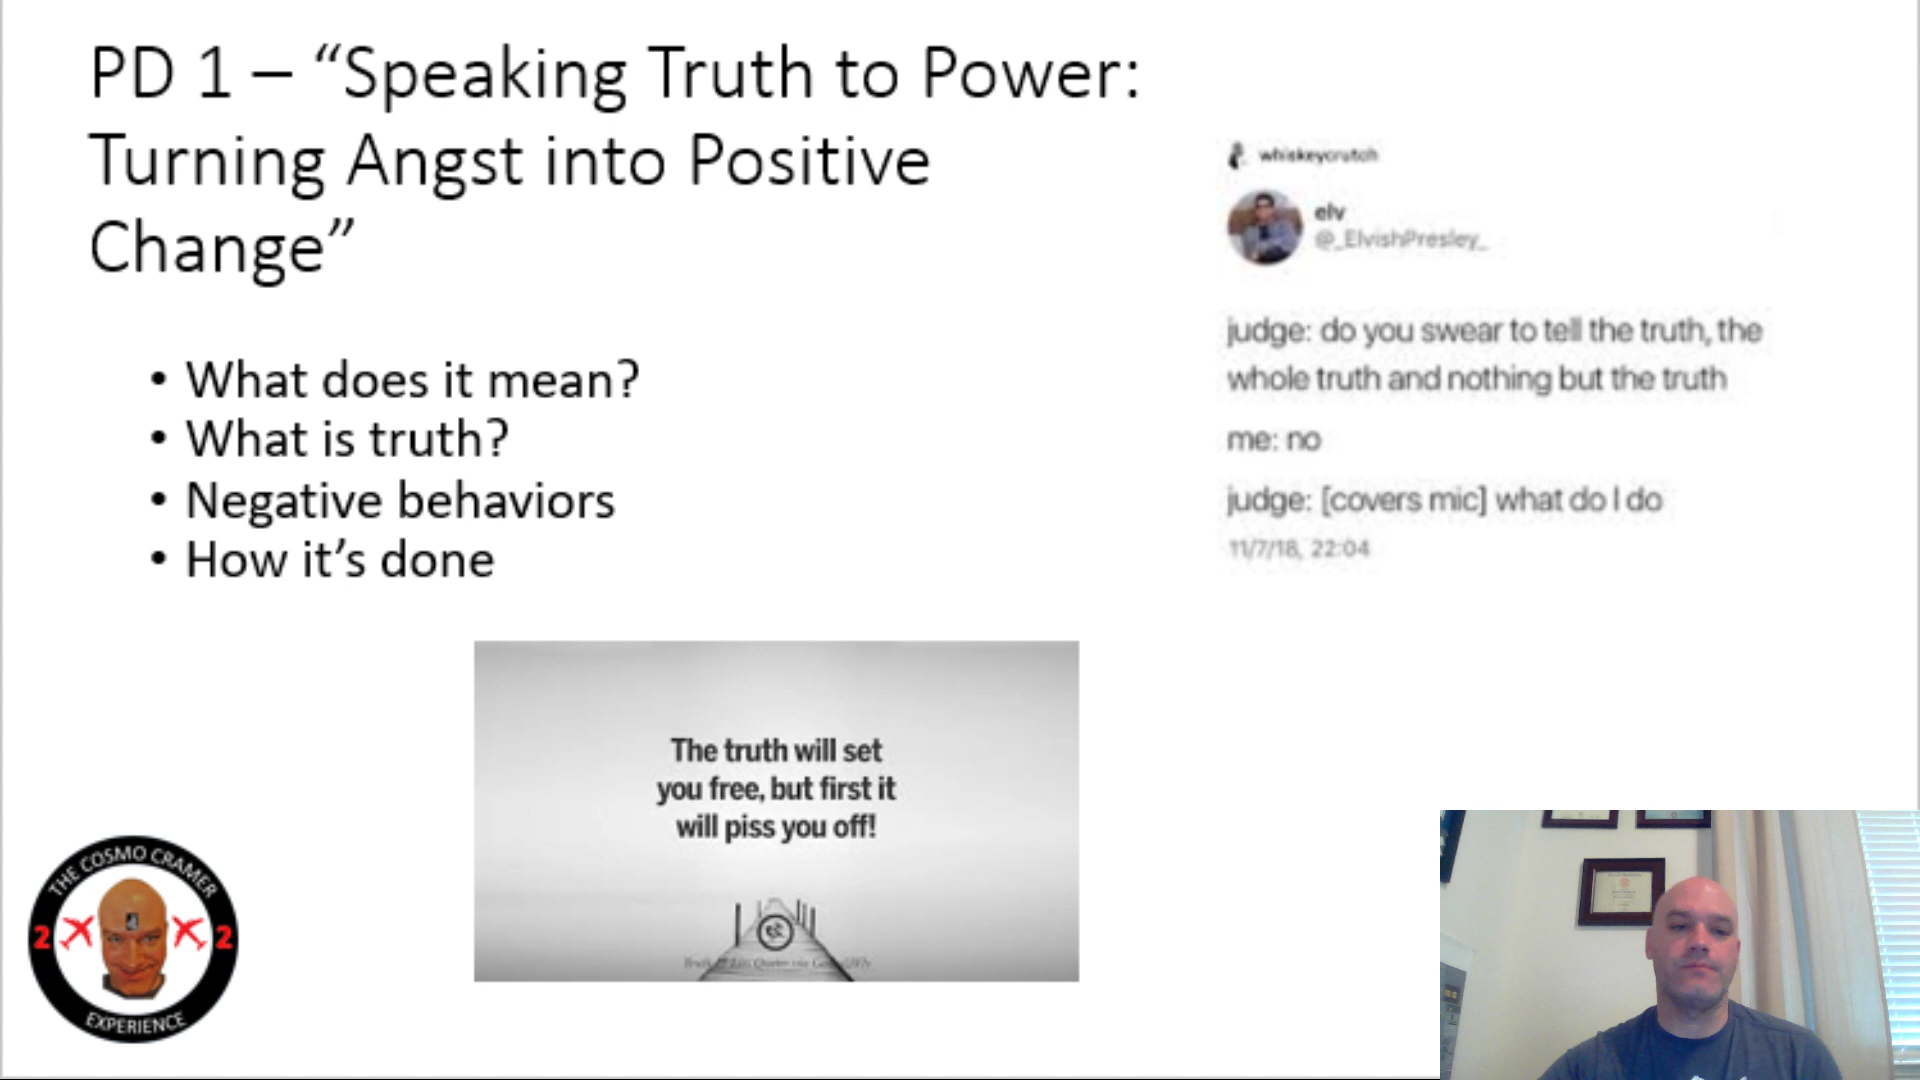 PD 1 – “Speaking Truth to Power:
Turning Angst into Positive
Change”
• What does it mean?
• What is truth?
• Negative behaviors
• How it’s done
whiskeycrutch
elv
@_ElvishPresley_
judge: do you swear to tell the truth, the
whole truth and nothing but the truth
me: no
judge: [covers mic] what do I do
11/7/18, 22:04
The truth will set
you free, but first it
will piss you off!
THE COSMO CRAMER
2 2
EXPERIENCE